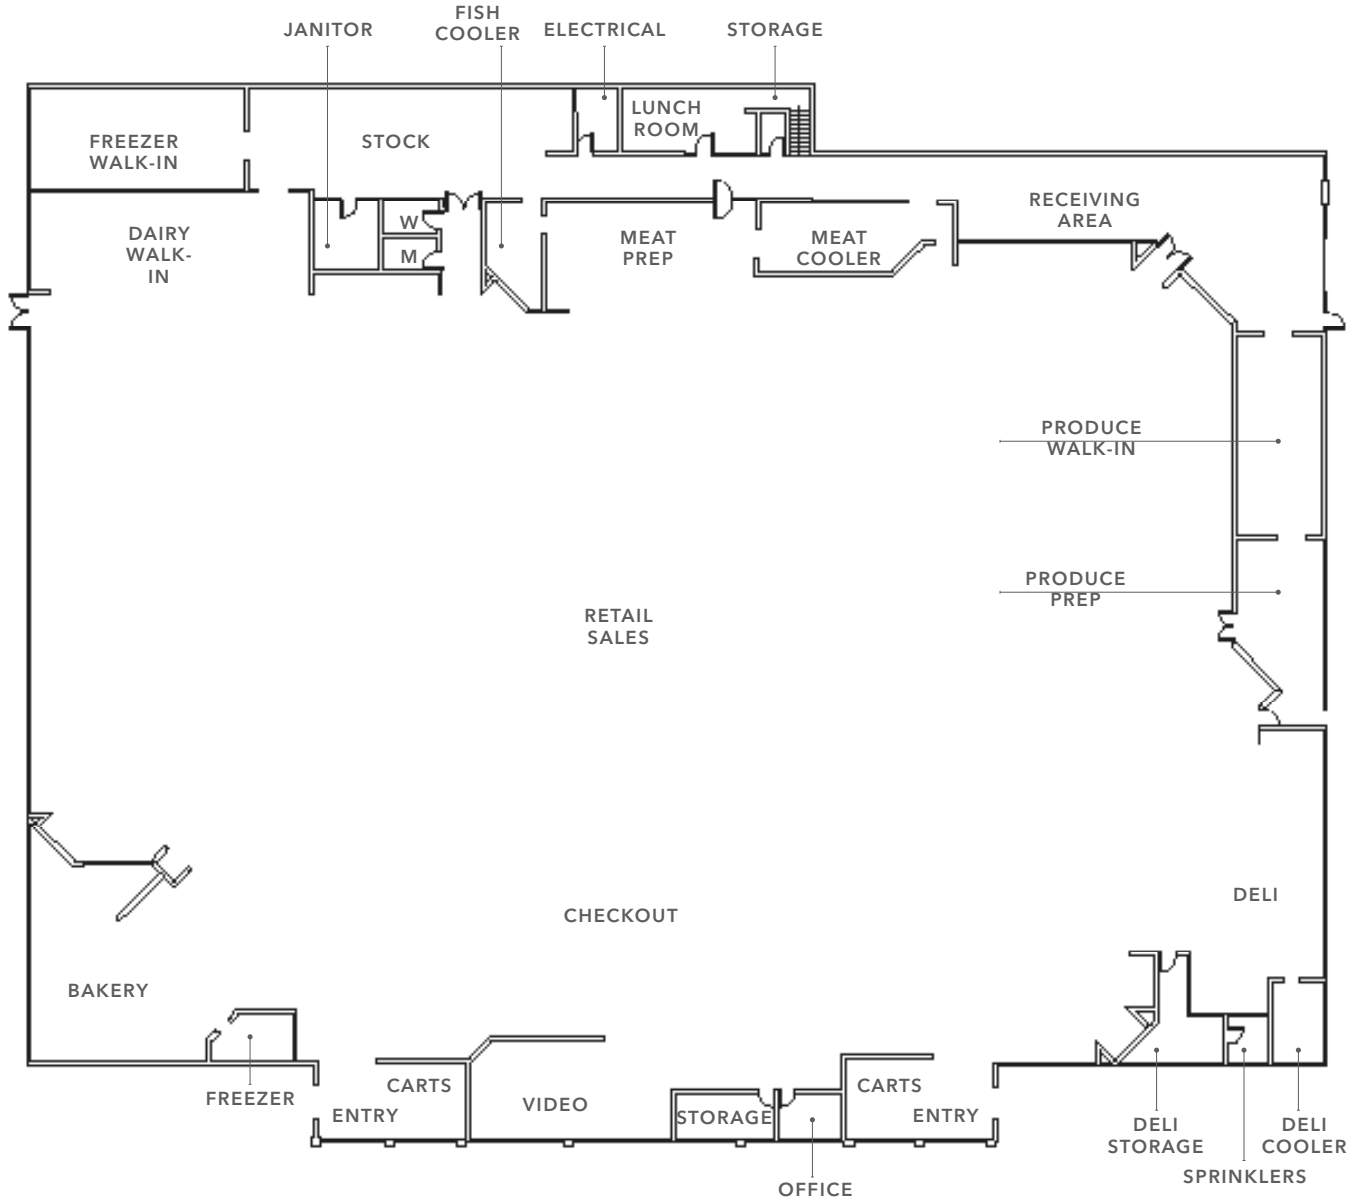 JANITOR
FISH
COOLER
ELECTRICAL
STORAGE
FREEZER
WALK-IN
STOCK
LUNCH
ROOM
DAIRY
WALK-
IN
W
M
MEAT
PREP
MEAT
COOLER
RECEIVING
AREA
PRODUCE
WALK-IN
PRODUCE
PREP
RETAIL
SALES
CHECKOUT
DELI
BAKERY
FREEZER
CARTS
ENTRY
VIDEO
STORAGE
OFFICE
CARTS
ENTRY
DELI
STORAGE
SPRINKLERS
DELI
COOLER